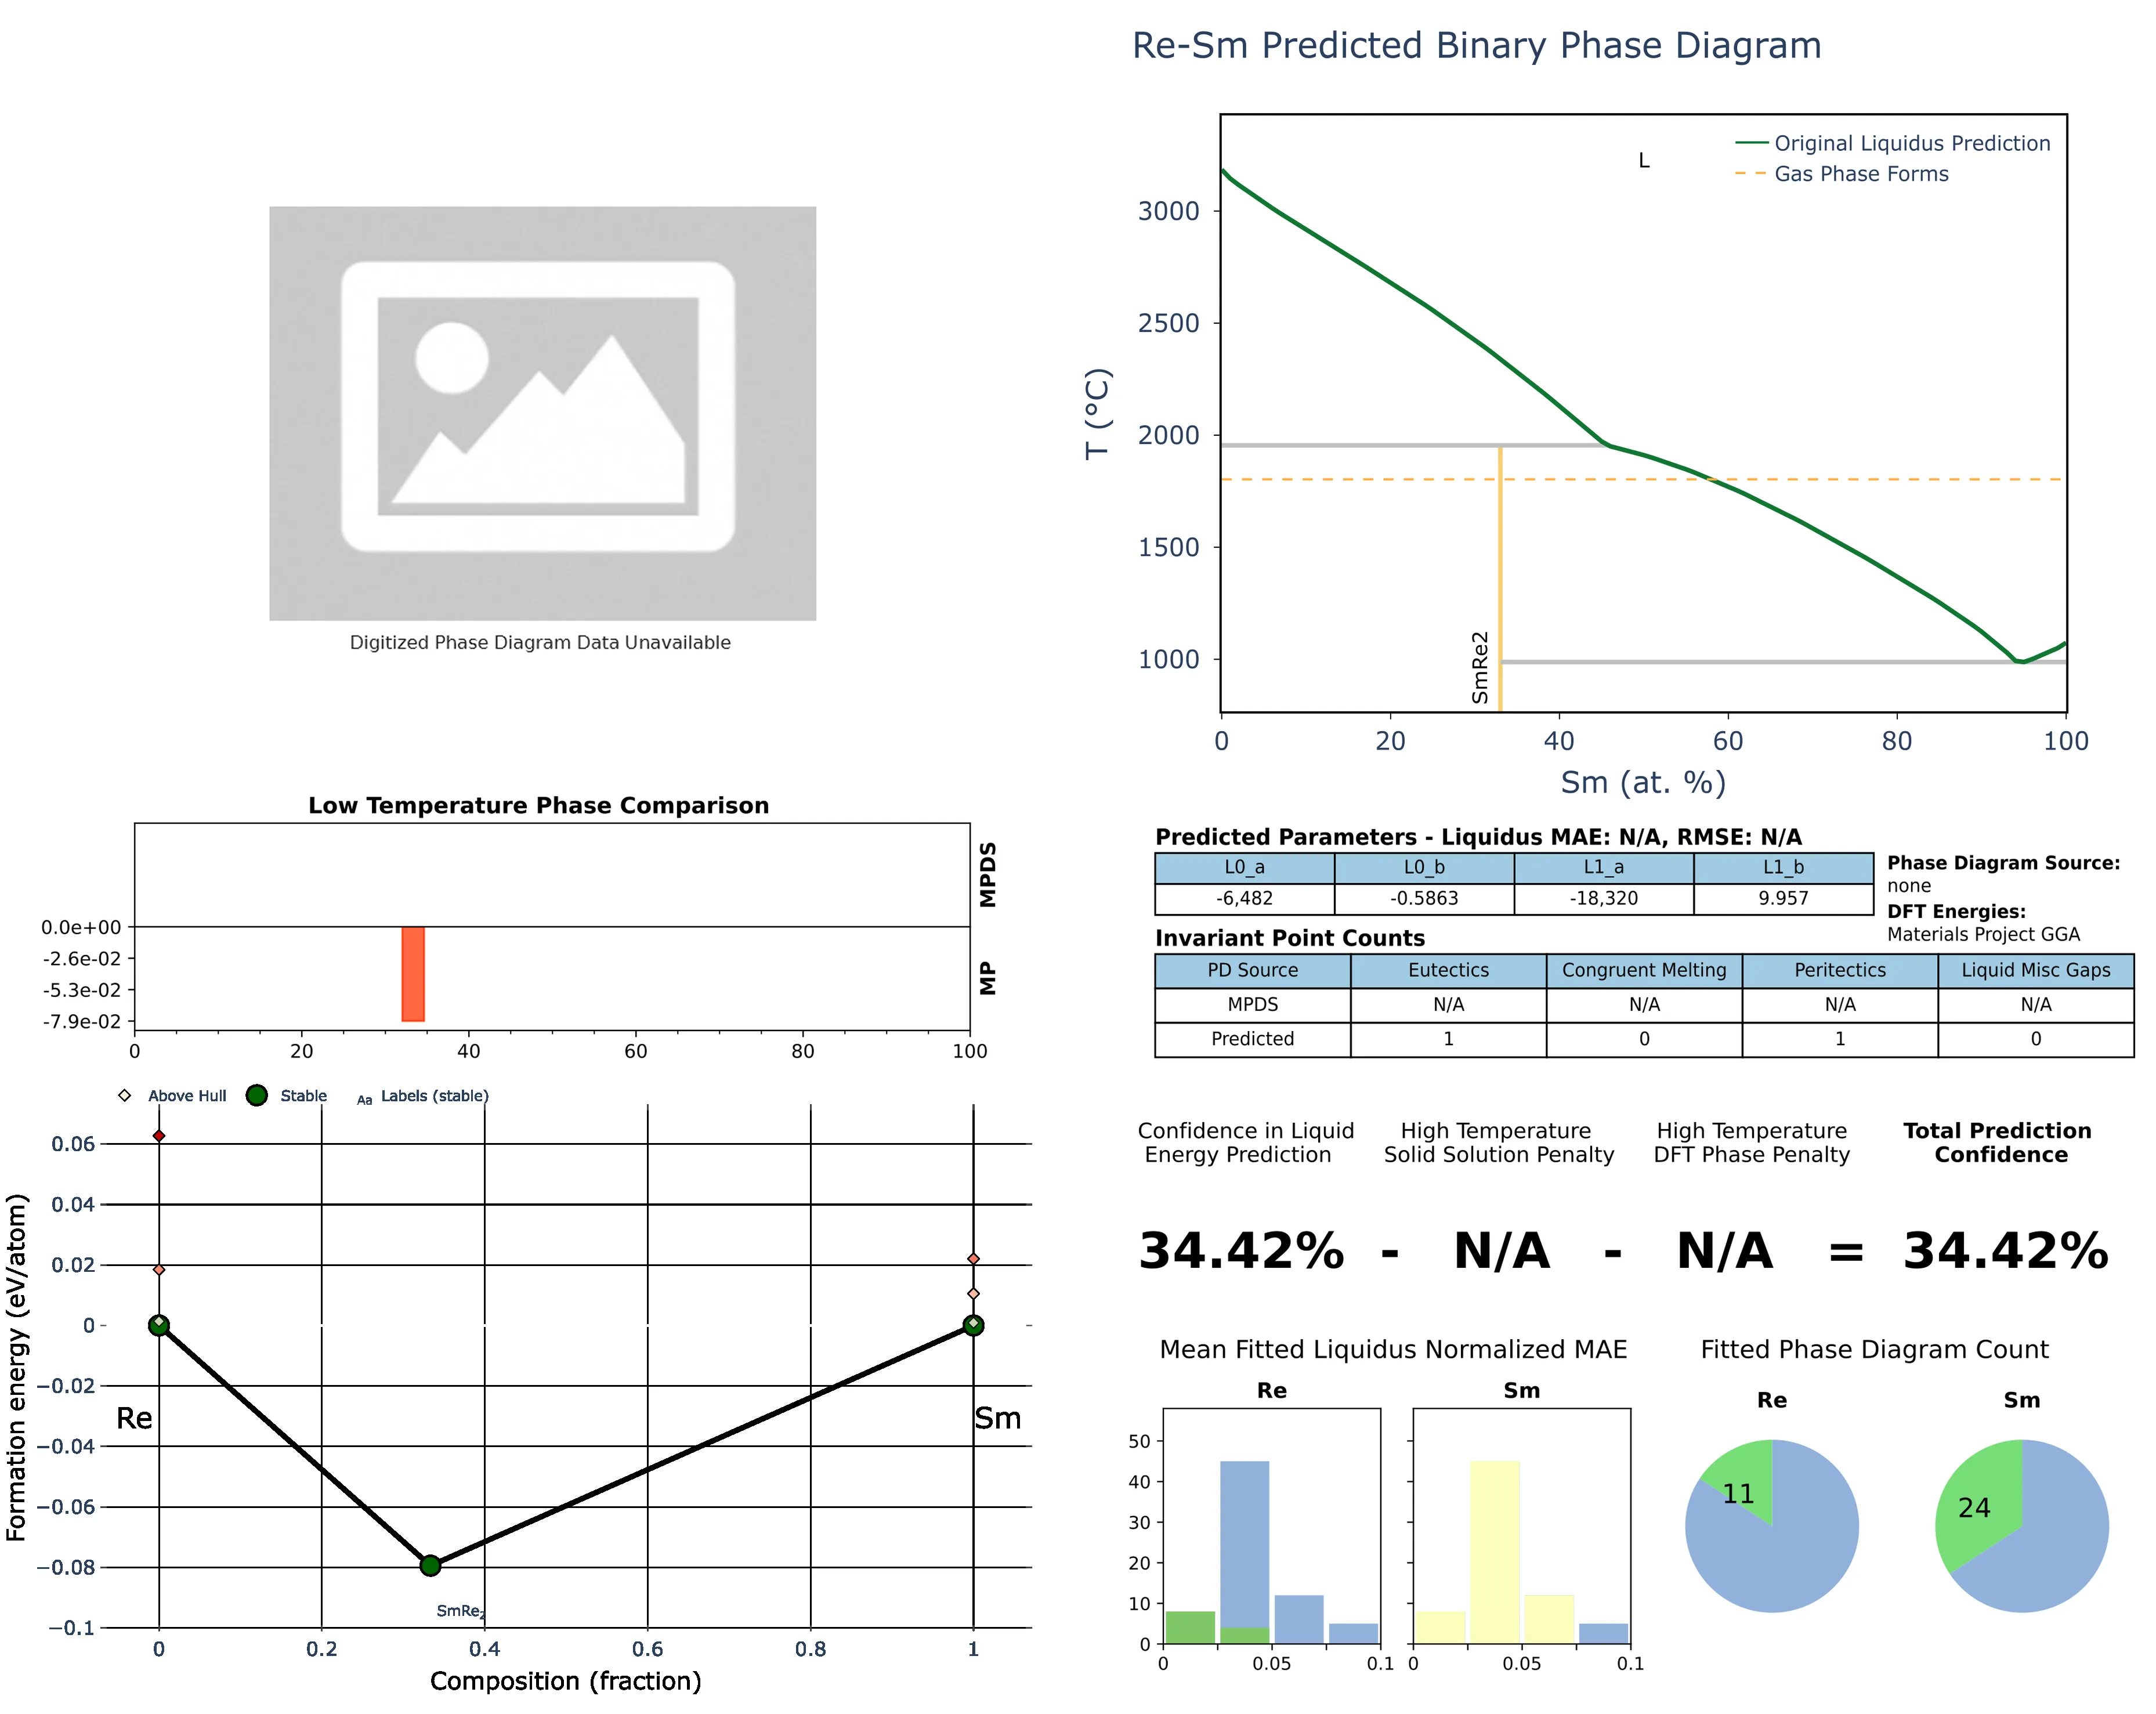 Re-Sm Predicted Binary Phase Diagram
Digitized Phase Diagram Data Unavailable
L
Original Liquidus Prediction
Gas Phase Forms
T (°C)
3000
2500
2000
1500
1000
SmRe2
0 20 40 60 80 100
Sm (at. %)
Low Temperature Phase Comparison
MPDS
MP
0.0e+00
-2.6e-02
-5.3e-02
-7.9e-02
0 20 40 60 80 100
Predicted Parameters - Liquidus MAE: N/A, RMSE: N/A
L0_a L0_b L1_a L1_b
-6,482 -0.5863 -18,320 9.957
Phase Diagram Source:
none
DFT Energies:
Materials Project GGA
Invariant Point Counts
PD Source Eutectics Congruent Melting Peritectics Liquid Misc Gaps
MPDS N/A N/A N/A N/A
Predicted 1 0 1 0
Above Hull Stable Aa Labels (stable)
Formation energy (eV/atom)
0.06
0.04
0.02
0
−0.02
−0.04
−0.06
−0.08
−0.1
Re
Sm
SmRe2
0 0.2 0.4 0.6 0.8 1
Composition (fraction)
Confidence in Liquid
Energy Prediction
High Temperature
Solid Solution Penalty
High Temperature
DFT Phase Penalty
Total Prediction
Confidence
34.42% - N/A - N/A = 34.42%
Mean Fitted Liquidus Normalized MAE
Re
Sm
50
40
30
20
10
0
0 0.05 0.1
0 0.05 0.1
Fitted Phase Diagram Count
Re
Sm
11
24